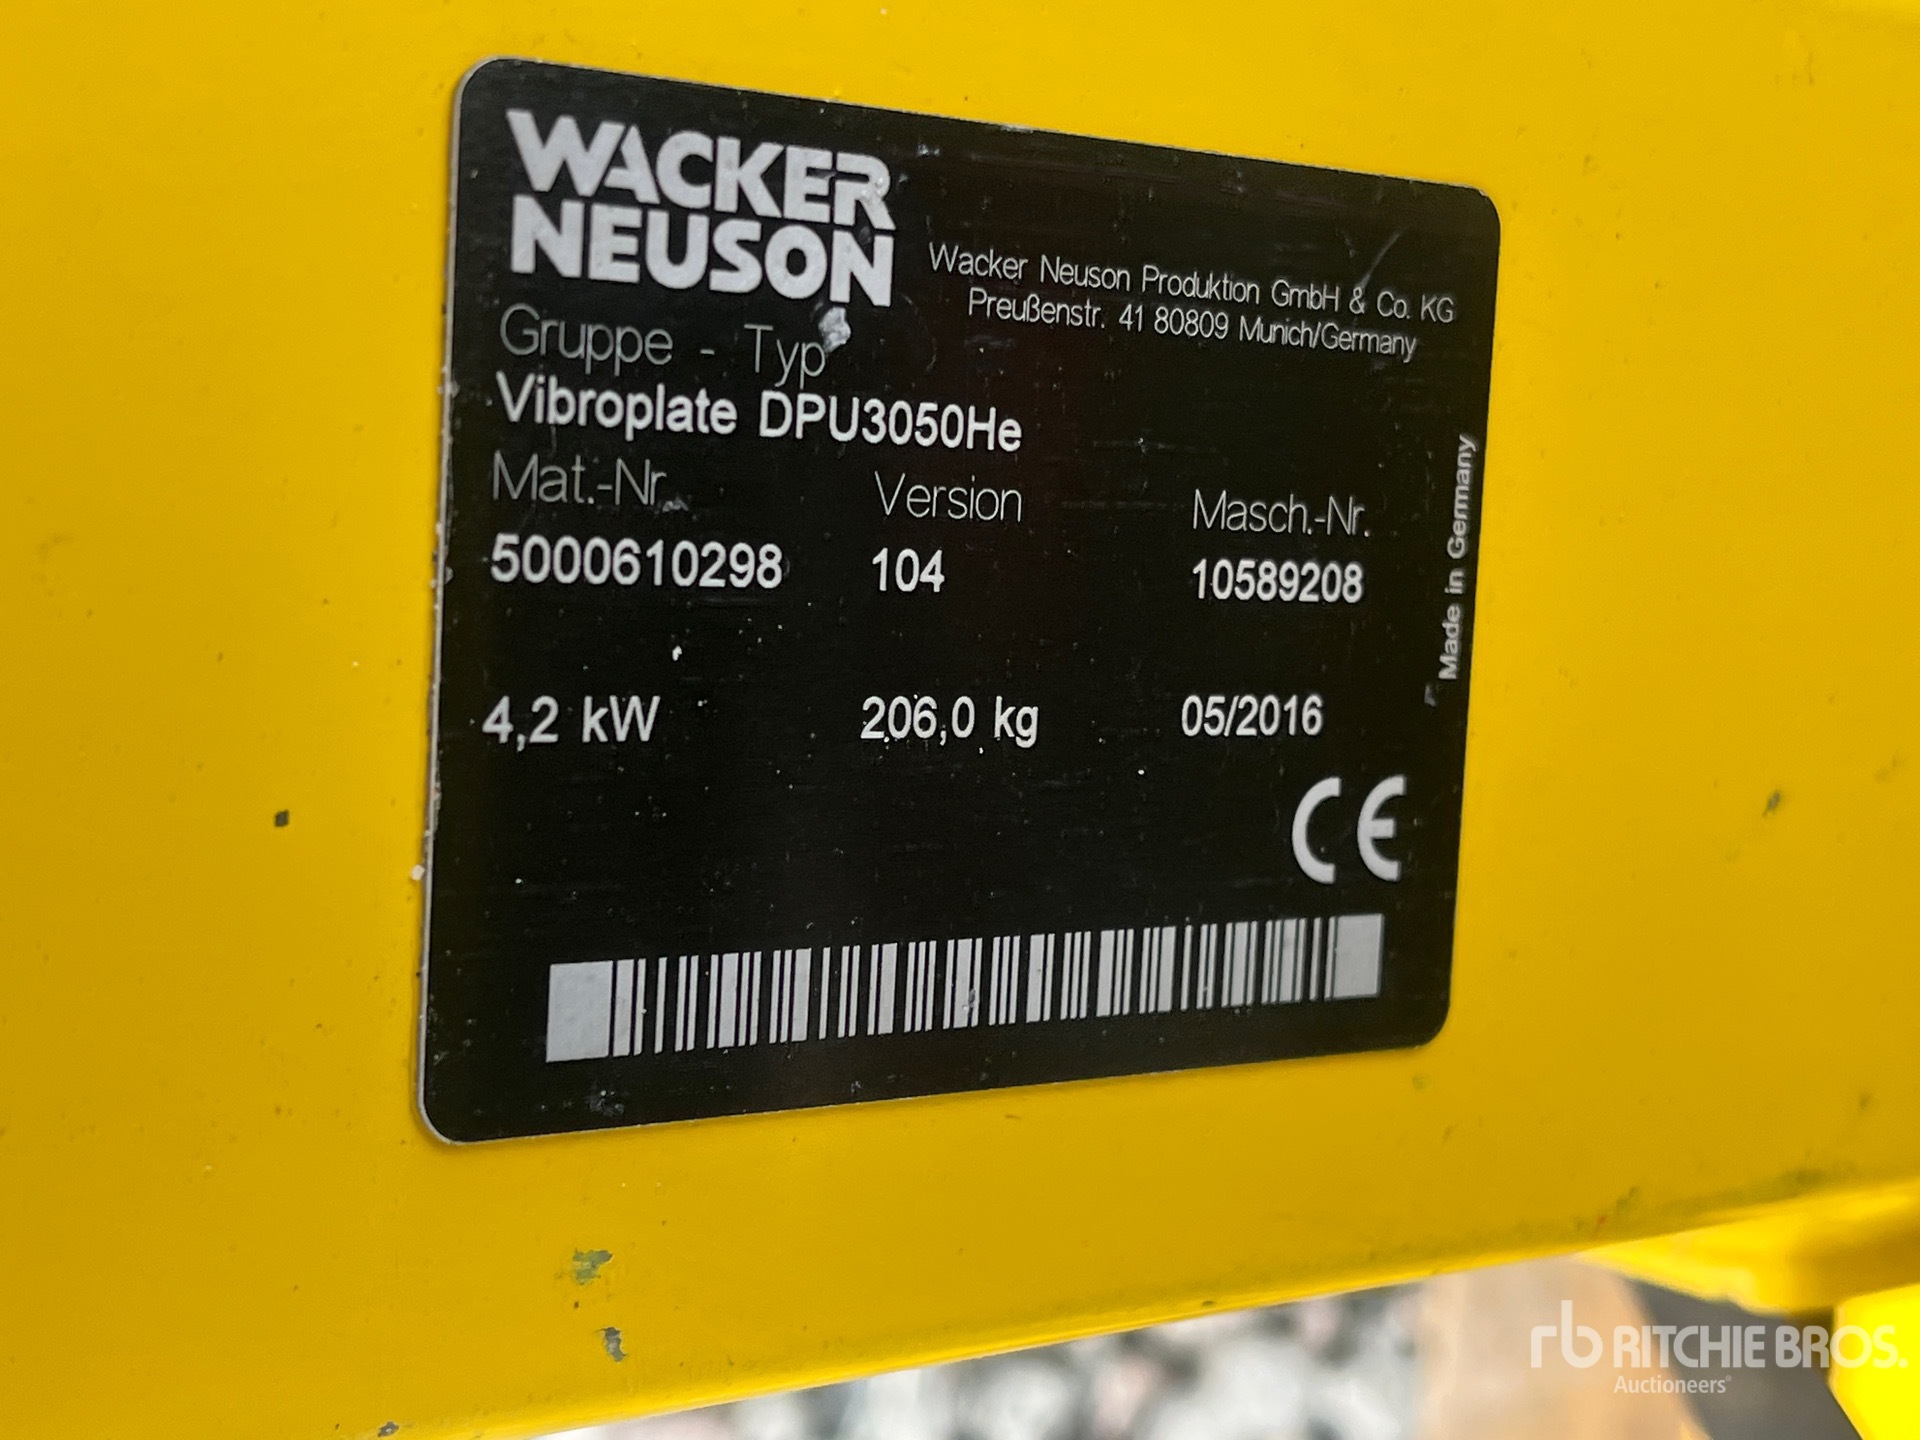 WACKER
NEUSON
Wacker Neuson Produktion GmbH & Co. KG
Preußenstr. 41 80809 Munich/Germany
Gruppe - Typ
Vibroplate DPU3050He
Mat.-Nr. Version Masch.-Nr.
5000610298 104 10589208
4,2 kW 206,0 kg 05/2016
Made in Germany
CE
rb RITCHIE BROS.
Auctioneers